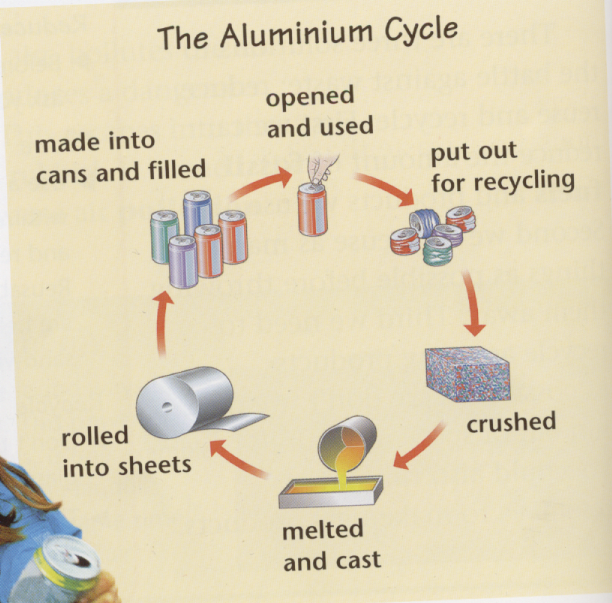 The Aluminium Cycle
opened
and used
made into
cans and filled
put out
for recycling
crushed
melted
and cast
rolled
into sheets